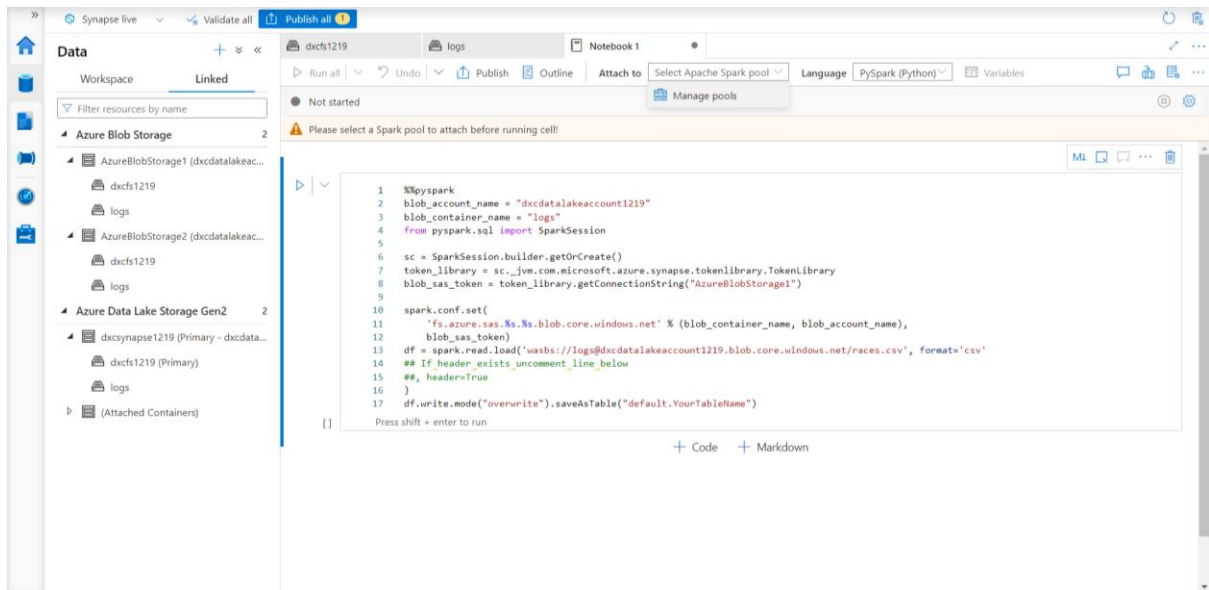 Synapse live
Validate all
Publish all 1
Data
Workspace
Linked
Filter resources by name
Azure Blob Storage 2
AzureBlobStorage1 (dxcdatalakeac...
dxcfs1219
logs
AzureBlobStorage2 (dxcdatalakeac...
dxcfs1219
logs
Azure Data Lake Storage Gen2 2
dxcsynapse1219 (Primary - dxcdata...
dxcfs1219 (Primary)
logs
(Attached Containers)
dxcfs1219
logs
Notebook 1
Run all
Undo
Publish
Outline
Attach to
Select Apache Spark pool
Language
PySpark (Python)
Variables
Manage pools
Not started
Please select a Spark pool to attach before running cell!
M↓
1 %%pyspark
2 blob_account_name = "dxcdatalakeaccount1219"
3 blob_container_name = "logs"
4 from pyspark.sql import SparkSession
5
6 sc = SparkSession.builder.getOrCreate()
7 token_library = sc._jvm.com.microsoft.azure.synapse.tokenlibrary.TokenLibrary
8 blob_sas_token = token_library.getConnectionString("AzureBlobStorage1")
9
10 spark.conf.set(
11 'fs.azure.sas.%s.%s.blob.core.windows.net' % (blob_container_name, blob_account_name),
12 blob_sas_token)
13 df = spark.read.load('wasbs://logs@dxcdatalakeaccount1219.blob.core.windows.net/races.csv', format='csv'
14 ## If header exists uncomment line below
15 ##, header=True
16 )
17 df.write.mode("overwrite").saveAsTable("default.YourTableName")
[ ] Press shift + enter to run
+ Code + Markdown